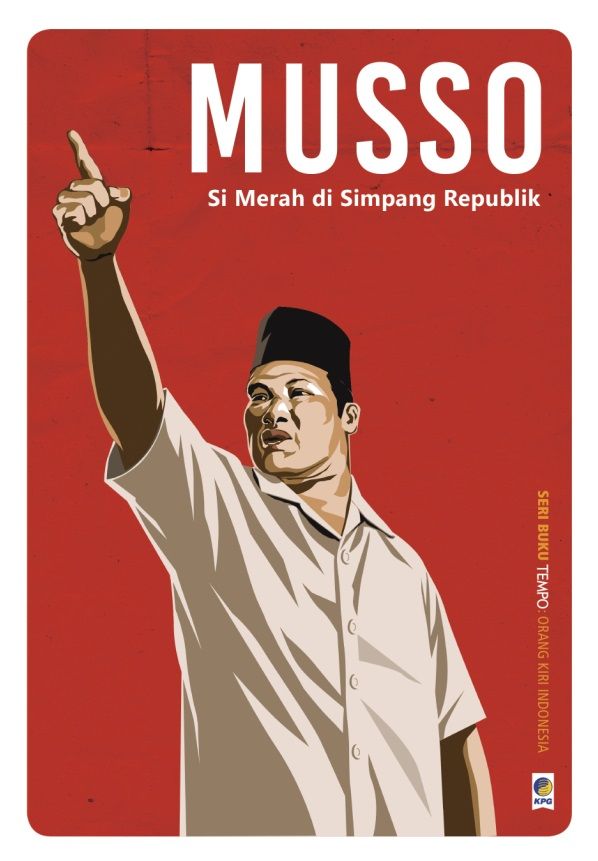 MUSSO
Si Merah di Simpang Republik
SERI BUKU TEMPO: ORANG KIRI INDONESIA
KPG